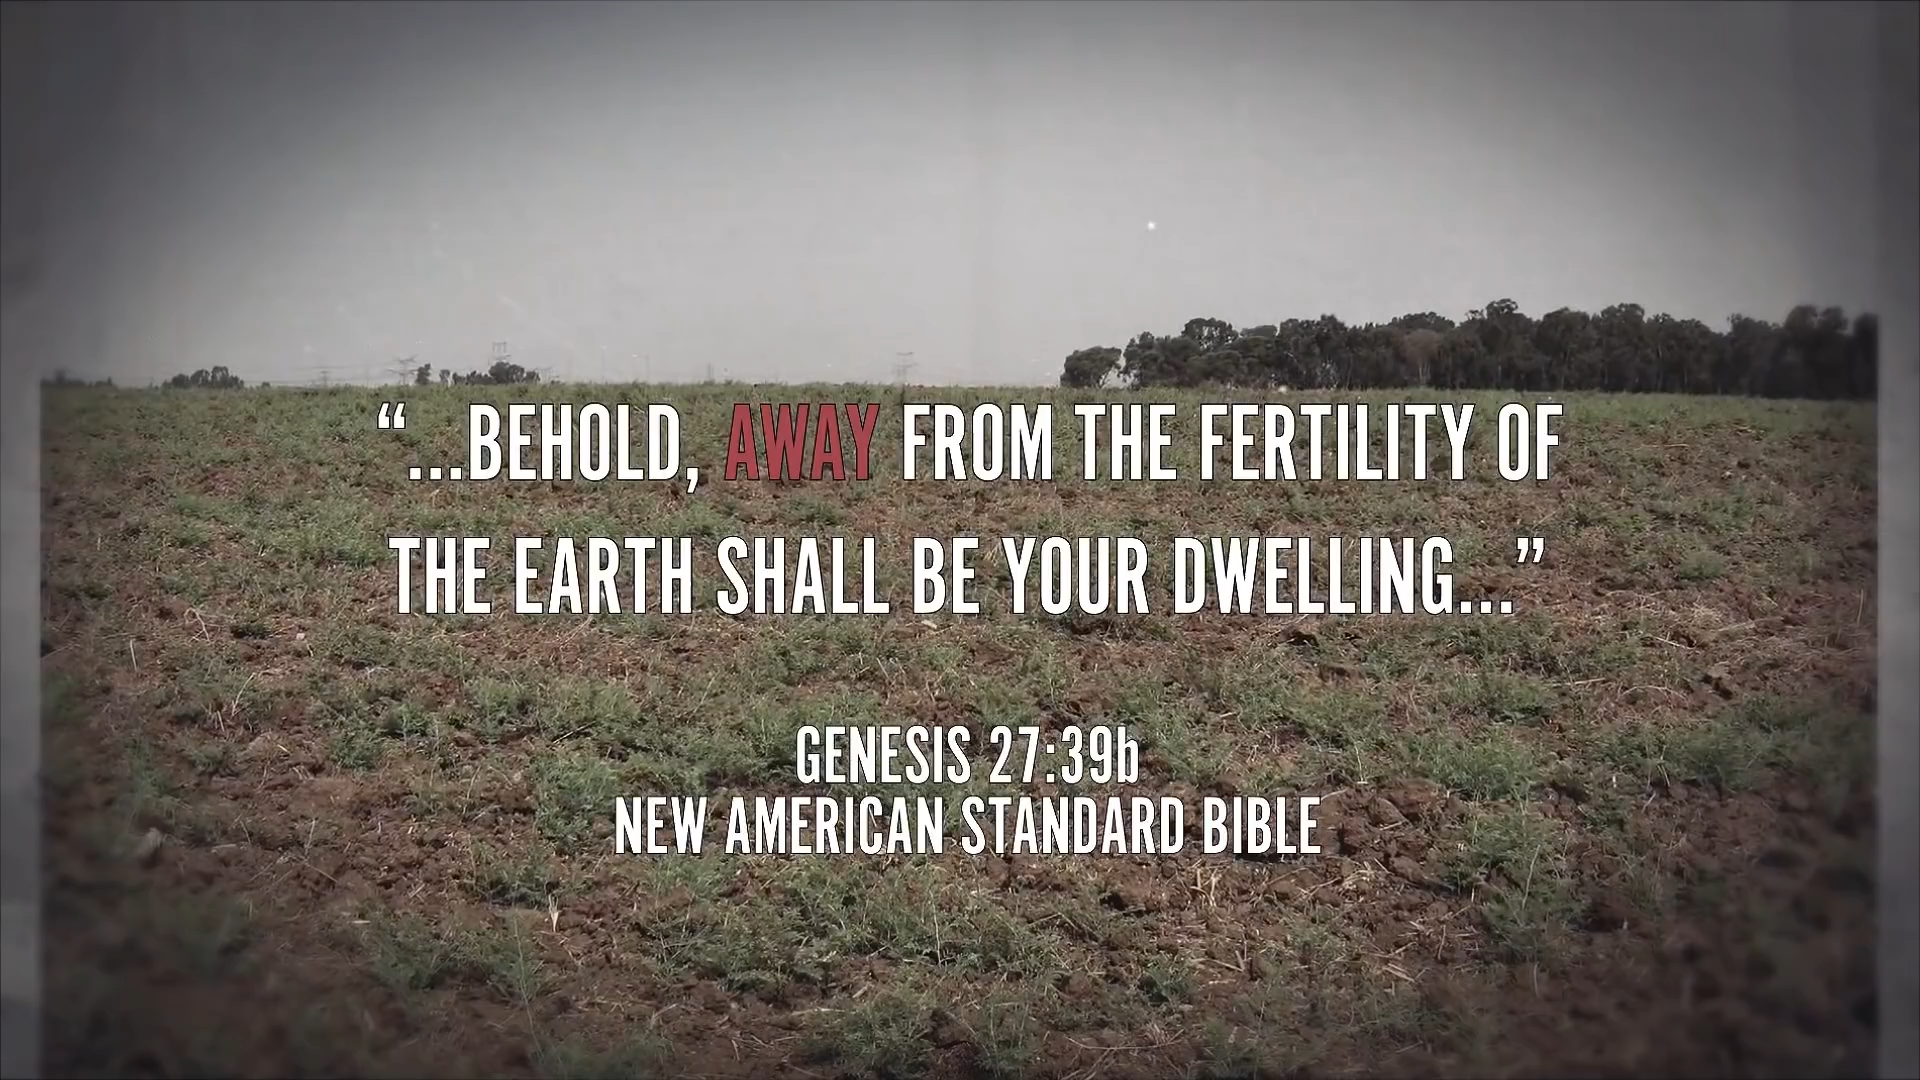 “...BEHOLD, AWAY FROM THE FERTILITY OF
THE EARTH SHALL BE YOUR DWELLING...”
GENESIS 27:39b
NEW AMERICAN STANDARD BIBLE